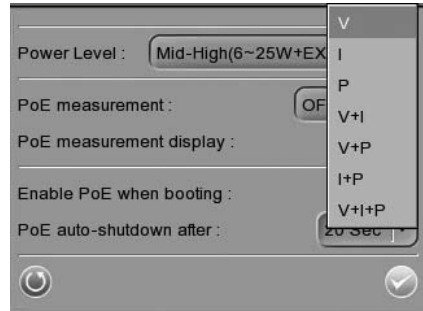 Power Level : Mid-High(6~25W+EX
PoE measurement : OF
PoE measurement display :
Enable PoE when booting :
PoE auto-shutdown after : 20 Sec
V
I
P
V+I
V+P
I+P
V+I+P